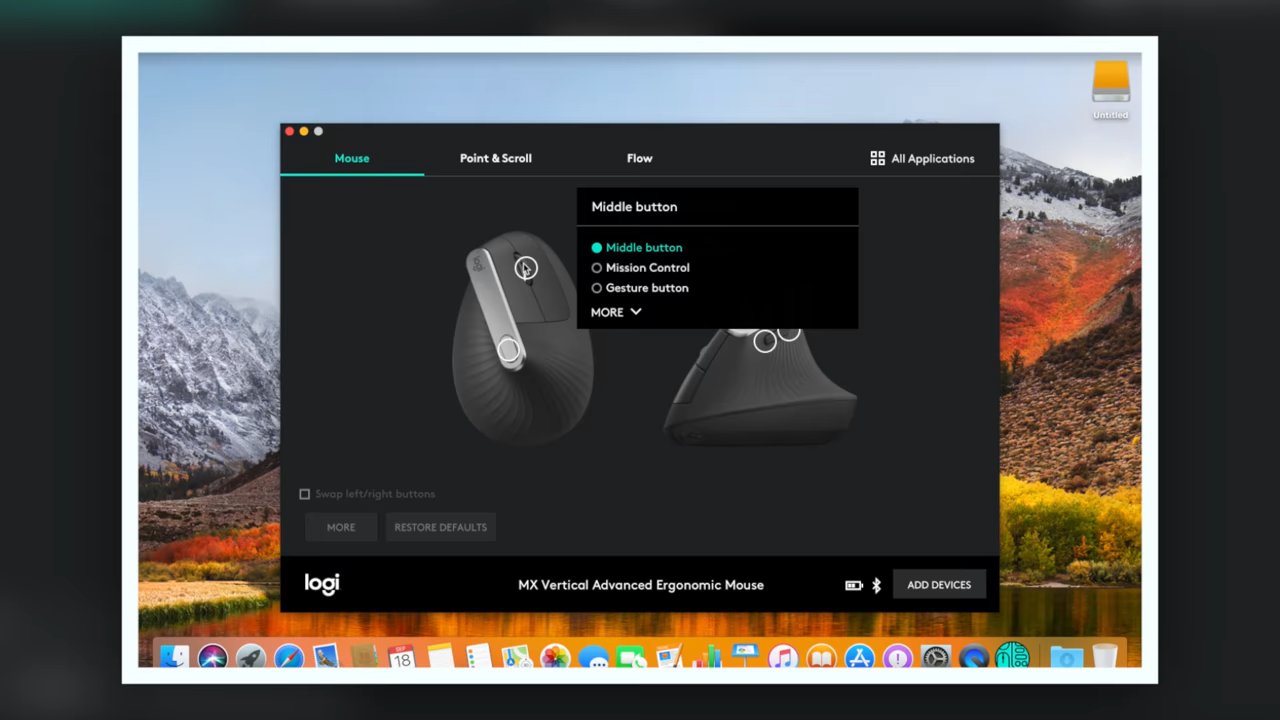 Untitled
Mouse
Point & Scroll
Flow
All Applications
Middle button
Middle button
Mission Control
Gesture button
MORE
Swap left/right buttons
MORE
RESTORE DEFAULTS
logi
MX Vertical Advanced Ergonomic Mouse
ADD DEVICES
SEP
18